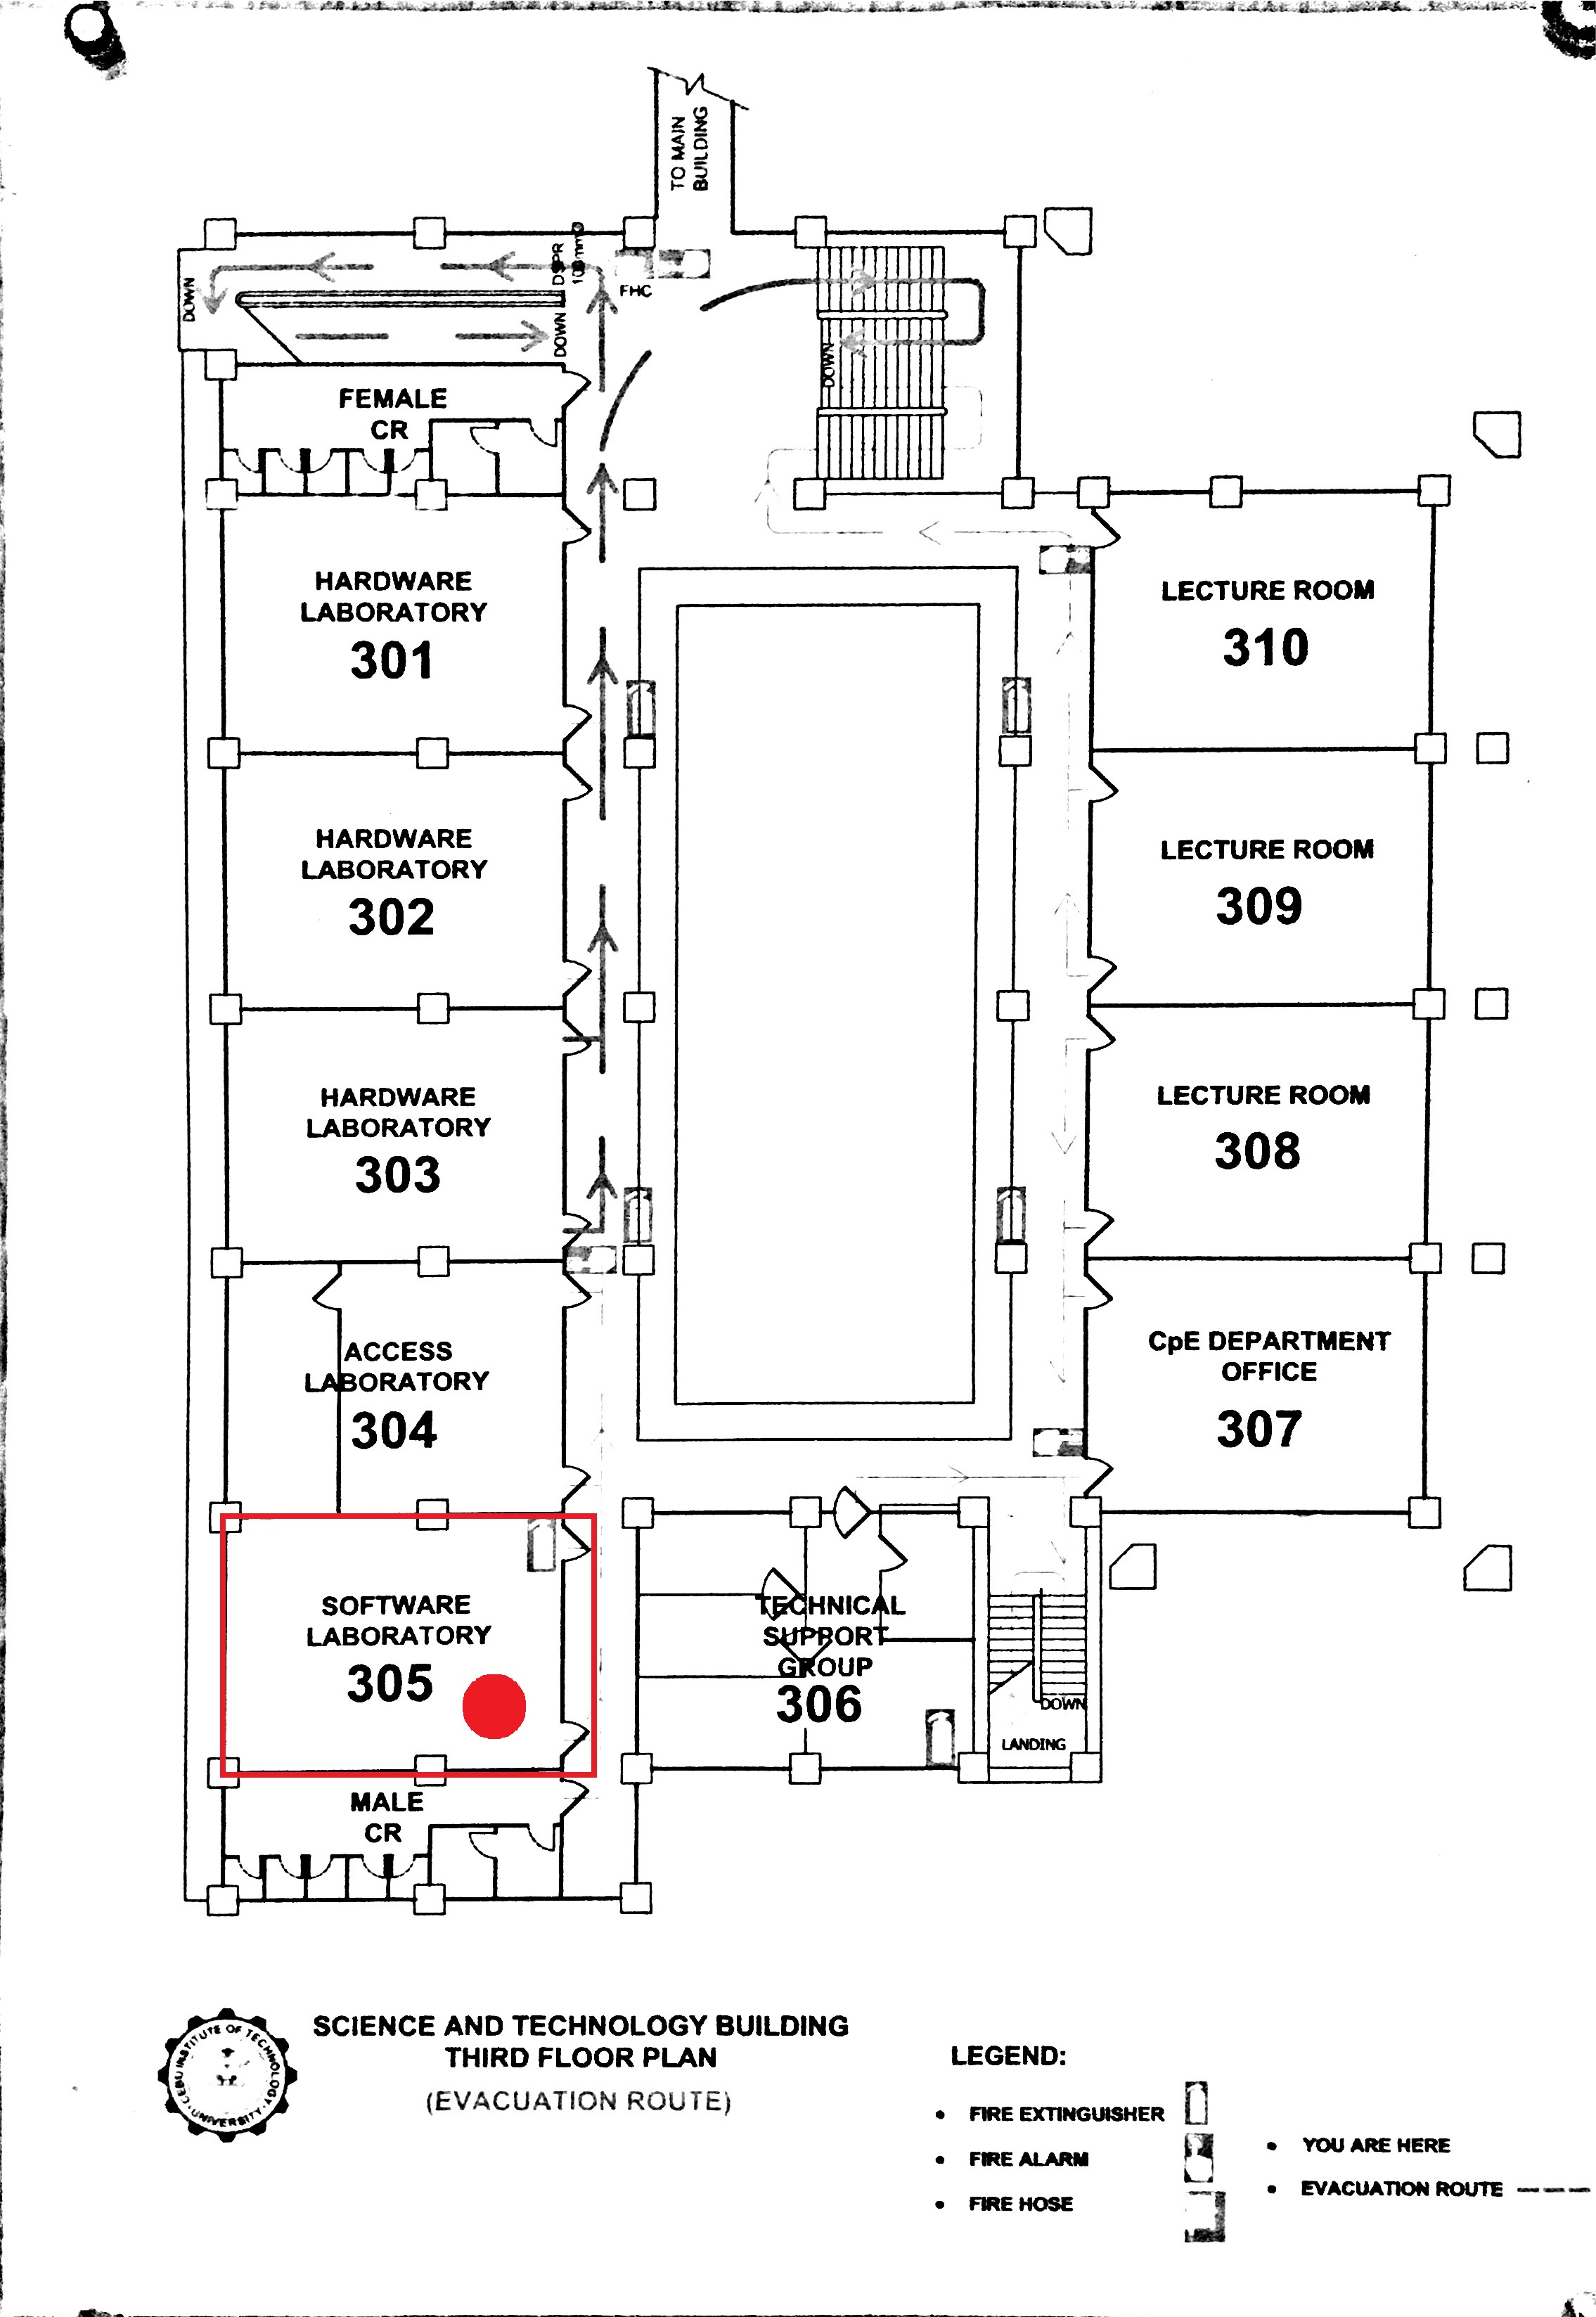 TO MAIN
BUILDING
DSPR
100mmØ
FHC
DOWN
DOWN
DOWN
FEMALE
CR
HARDWARE
LABORATORY
301
LECTURE ROOM
310
HARDWARE
LABORATORY
302
LECTURE ROOM
309
HARDWARE
LABORATORY
303
LECTURE ROOM
308
ACCESS
LABORATORY
304
CpE DEPARTMENT
OFFICE
307
SOFTWARE
LABORATORY
305
TECHNICAL
SUPPORT
GROUP
306
DOWN
LANDING
MALE
CR
CEBU INSTITUTE OF TECHNOLOGY
UNIVERSITY
SCIENCE AND TECHNOLOGY BUILDING
THIRD FLOOR PLAN
(EVACUATION ROUTE)
LEGEND:
• FIRE EXTINGUISHER
• FIRE ALARM
• FIRE HOSE
• YOU ARE HERE
• EVACUATION ROUTE